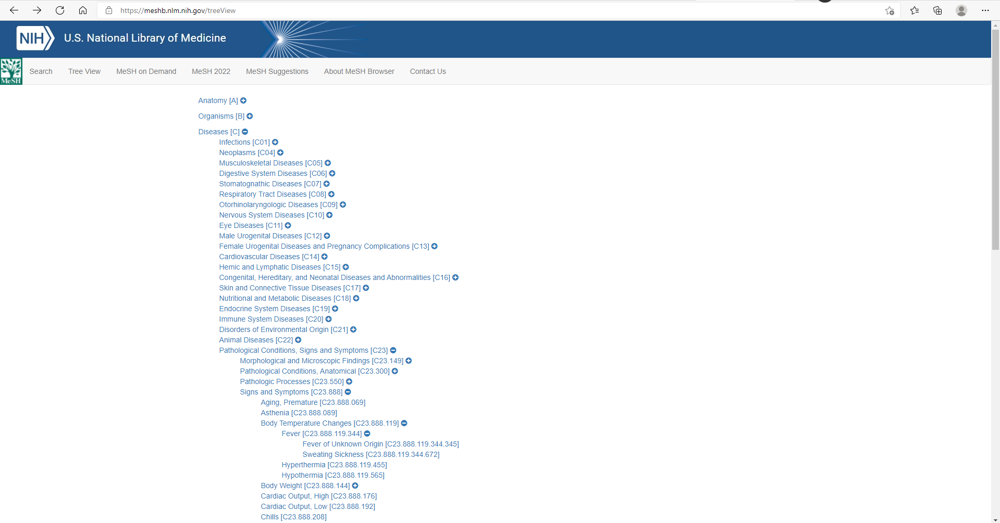 https://meshb.nlm.nih.gov/treeView
NIH U.S. National Library of Medicine
MeSH Search Tree View MeSH on Demand MeSH 2022 MeSH Suggestions About MeSH Browser Contact Us
Anatomy [A]
Organisms [B]
Diseases [C]
Infections [C01]
Neoplasms [C04]
Musculoskeletal Diseases [C05]
Digestive System Diseases [C06]
Stomatognathic Diseases [C07]
Respiratory Tract Diseases [C08]
Otorhinolaryngologic Diseases [C09]
Nervous System Diseases [C10]
Eye Diseases [C11]
Male Urogenital Diseases [C12]
Female Urogenital Diseases and Pregnancy Complications [C13]
Cardiovascular Diseases [C14]
Hemic and Lymphatic Diseases [C15]
Congenital, Hereditary, and Neonatal Diseases and Abnormalities [C16]
Skin and Connective Tissue Diseases [C17]
Nutritional and Metabolic Diseases [C18]
Endocrine System Diseases [C19]
Immune System Diseases [C20]
Disorders of Environmental Origin [C21]
Animal Diseases [C22]
Pathological Conditions, Signs and Symptoms [C23]
Morphological and Microscopic Findings [C23.149]
Pathological Conditions, Anatomical [C23.300]
Pathologic Processes [C23.550]
Signs and Symptoms [C23.888]
Aging, Premature [C23.888.069]
Asthenia [C23.888.089]
Body Temperature Changes [C23.888.119]
Fever [C23.888.119.344]
Fever of Unknown Origin [C23.888.119.344.345]
Sweating Sickness [C23.888.119.344.672]
Hyperthermia [C23.888.119.455]
Hypothermia [C23.888.119.565]
Body Weight [C23.888.144]
Cardiac Output, High [C23.888.176]
Cardiac Output, Low [C23.888.192]
Chills [C23.888.208]